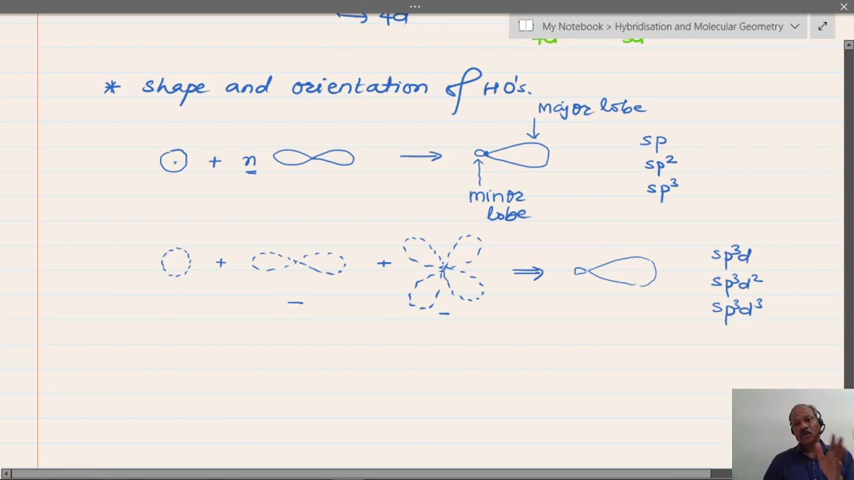 → 4d
My Notebook > Hybridisation and Molecular Geometry
* shape and orientation of HO's.
major lobe
+ n →
sp
sp²
sp³
minor
lobe
+ + ⇒
sp³d
sp³d²
sp³d³